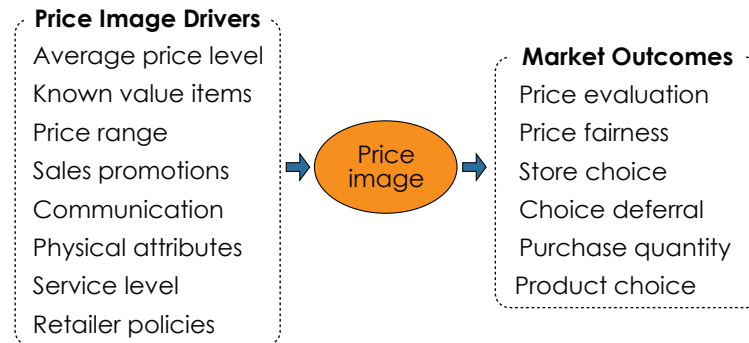 Price Image Drivers
Average price level
Known value items
Price range
Sales promotions
Communication
Physical attributes
Service level
Retailer policies
Price
image
Market Outcomes
Price evaluation
Price fairness
Store choice
Choice deferral
Purchase quantity
Product choice